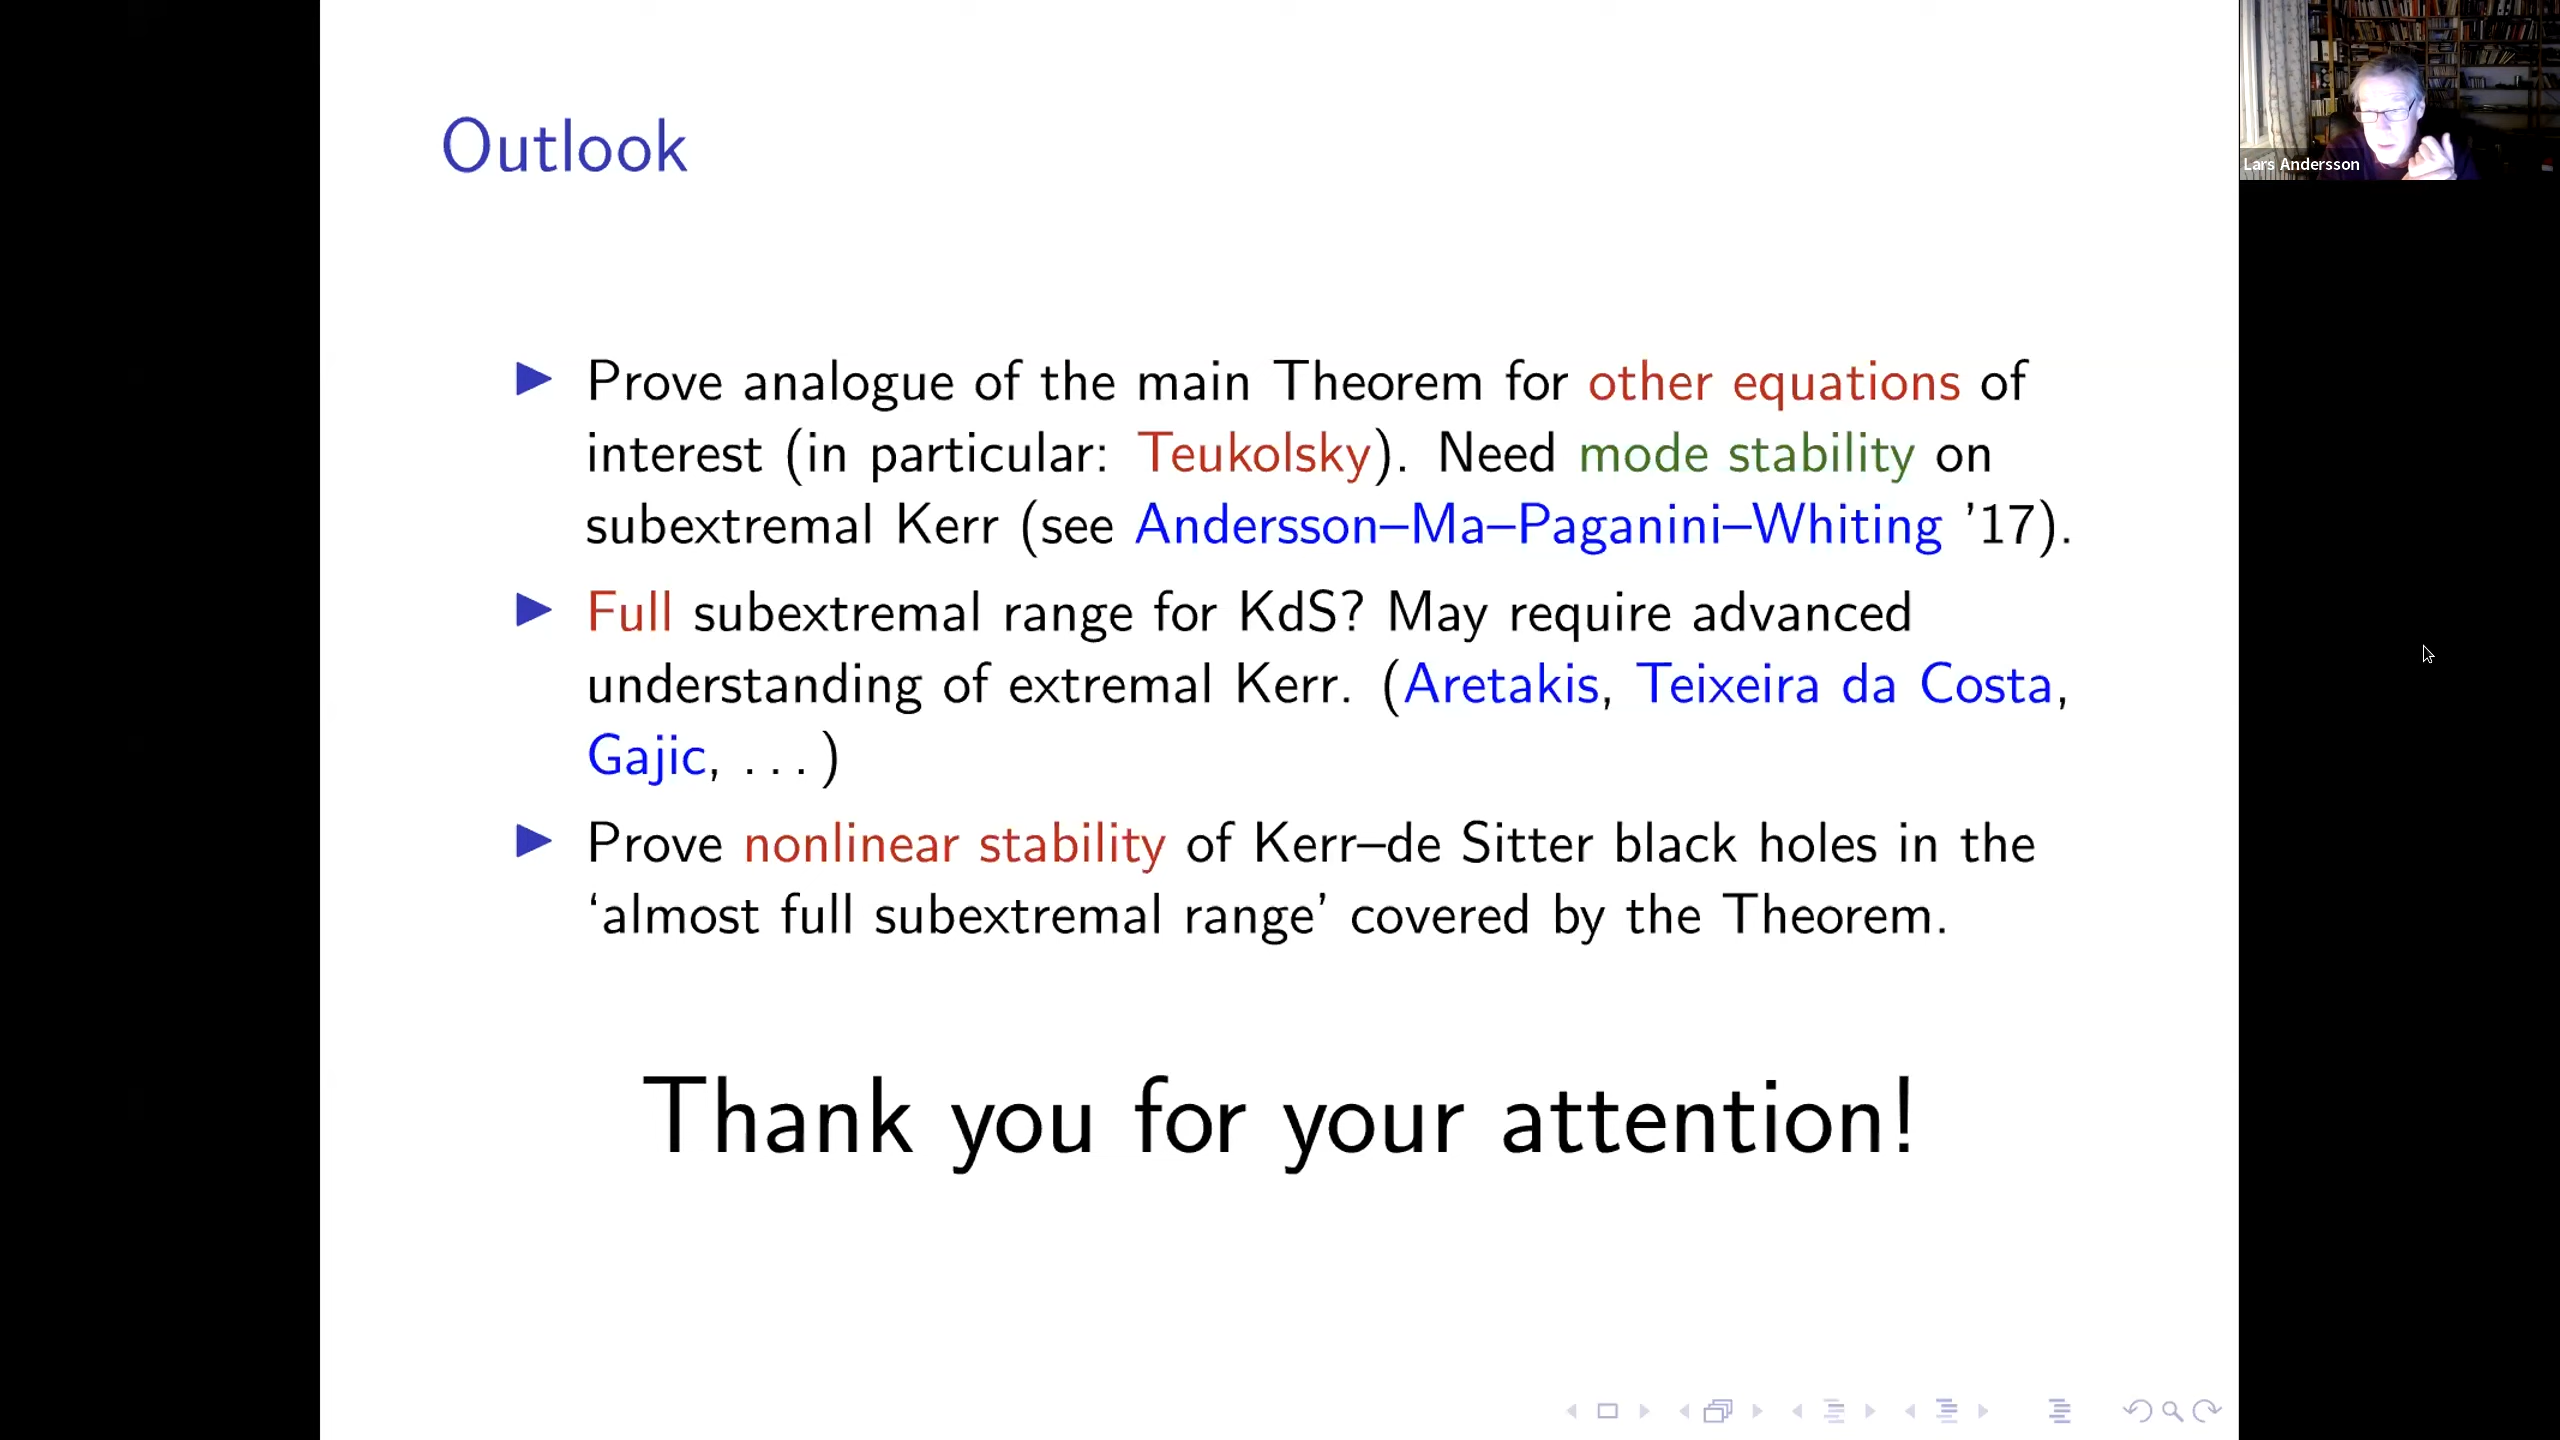 Outlook
Lars Andersson
▶ Prove analogue of the main Theorem for other equations of
interest (in particular: Teukolsky). Need mode stability on
subextremal Kerr (see Andersson–Ma–Paganini–Whiting ’17).
▶ Full subextremal range for KdS? May require advanced
understanding of extremal Kerr. (Aretakis, Teixeira da Costa,
Gajic, . . . )
▶ Prove nonlinear stability of Kerr–de Sitter black holes in the
‘almost full subextremal range’ covered by the Theorem.
Thank you for your attention!